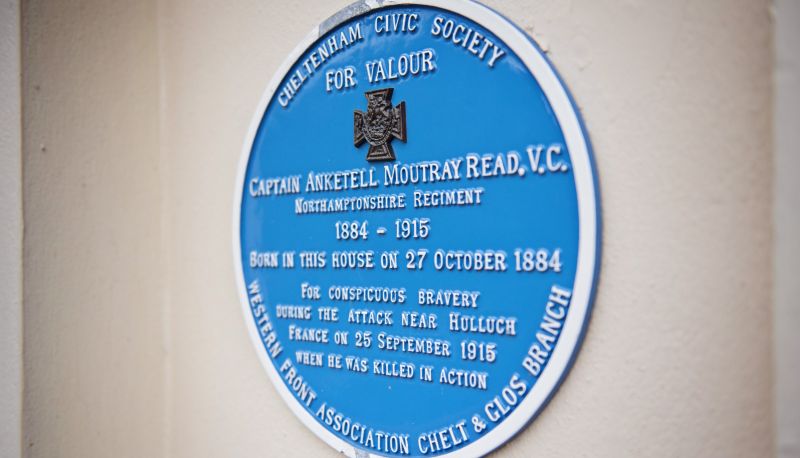 CHELTENHAM CIVIC SOCIETY
FOR VALOUR
CAPTAIN ANKETELL MOUTRAY READ, V.C.
NORTHAMPTONSHIRE REGIMENT
1884 - 1915
BORN IN THIS HOUSE ON 27 OCTOBER 1884
FOR CONSPICUOUS BRAVERY
DURING THE ATTACK NEAR HULLUCH
FRANCE ON 25 SEPTEMBER 1915
WHEN HE WAS KILLED IN ACTION
WESTERN FRONT ASSOCIATION CHELT & GLOS BRANCH